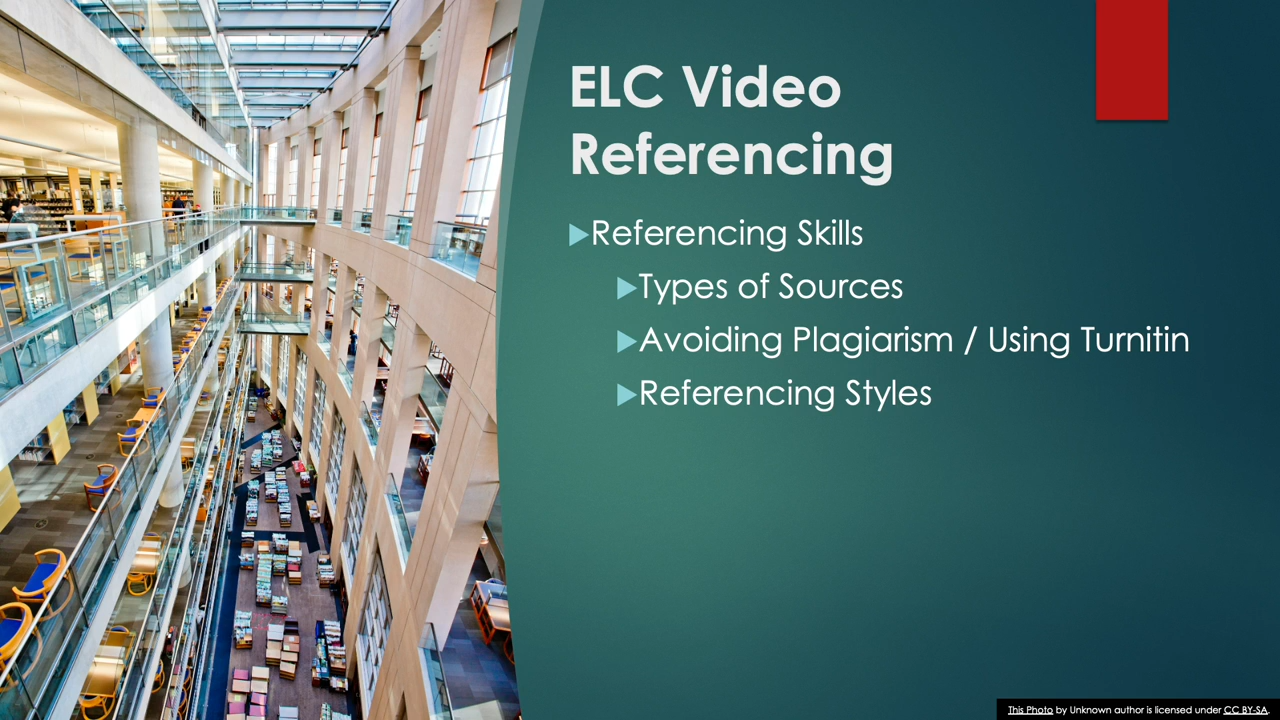 ELC Video
Referencing
Referencing Skills
Types of Sources
Avoiding Plagiarism / Using Turnitin
Referencing Styles
This Photo by Unknown author is licensed under CC BY-SA.